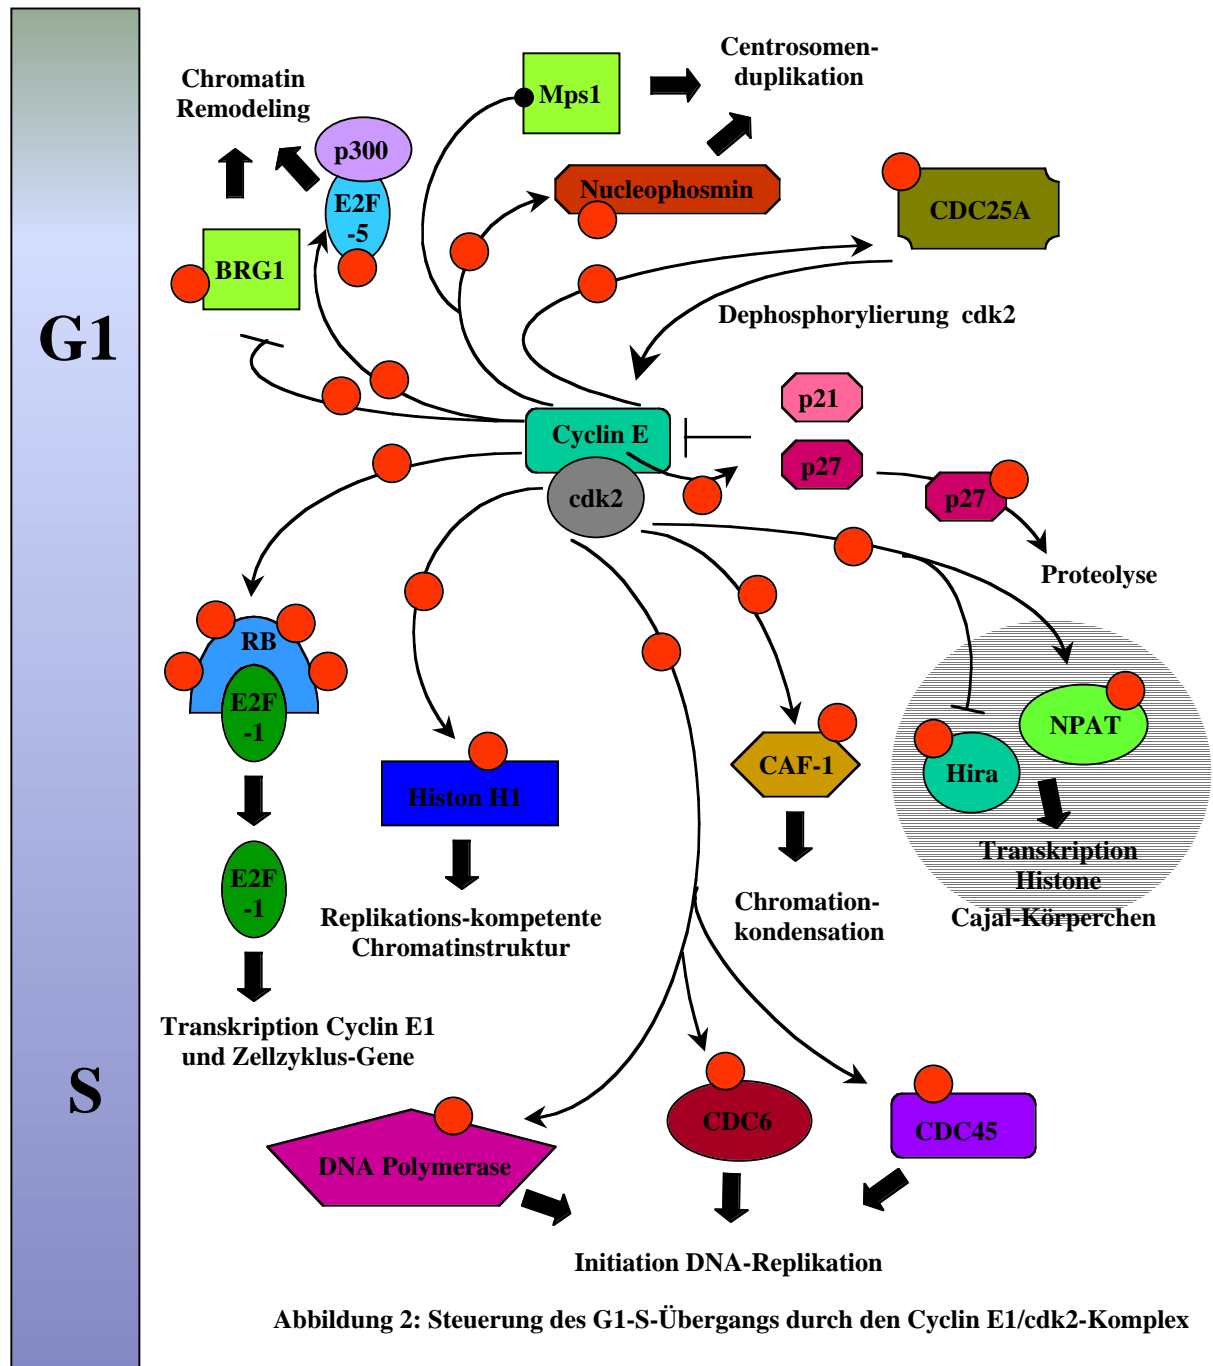 Centrosomen-
duplikation
Chromatin
Remodeling
Mps1
p300
Nucleophosmin
E2F
-5
CDC25A
BRG1
G1
Dephosphorylierung cdk2
p21
Cyclin E
p27
cdk2
p27
Proteolyse
RB
E2F
-1
NPAT
Hira
CAF-1
Histon H1
Transkription
Histone
Cajal-Körperchen
E2F
-1
Chromation-
kondensation
Replikations-kompetente
Chromatinstruktur
Transkription Cyclin E1
und Zellzyklus-Gene
S
CDC6
CDC45
DNA Polymerase
Initiation DNA-Replikation
Abbildung 2: Steuerung des G1-S-Übergangs durch den Cyclin E1/cdk2-Komplex